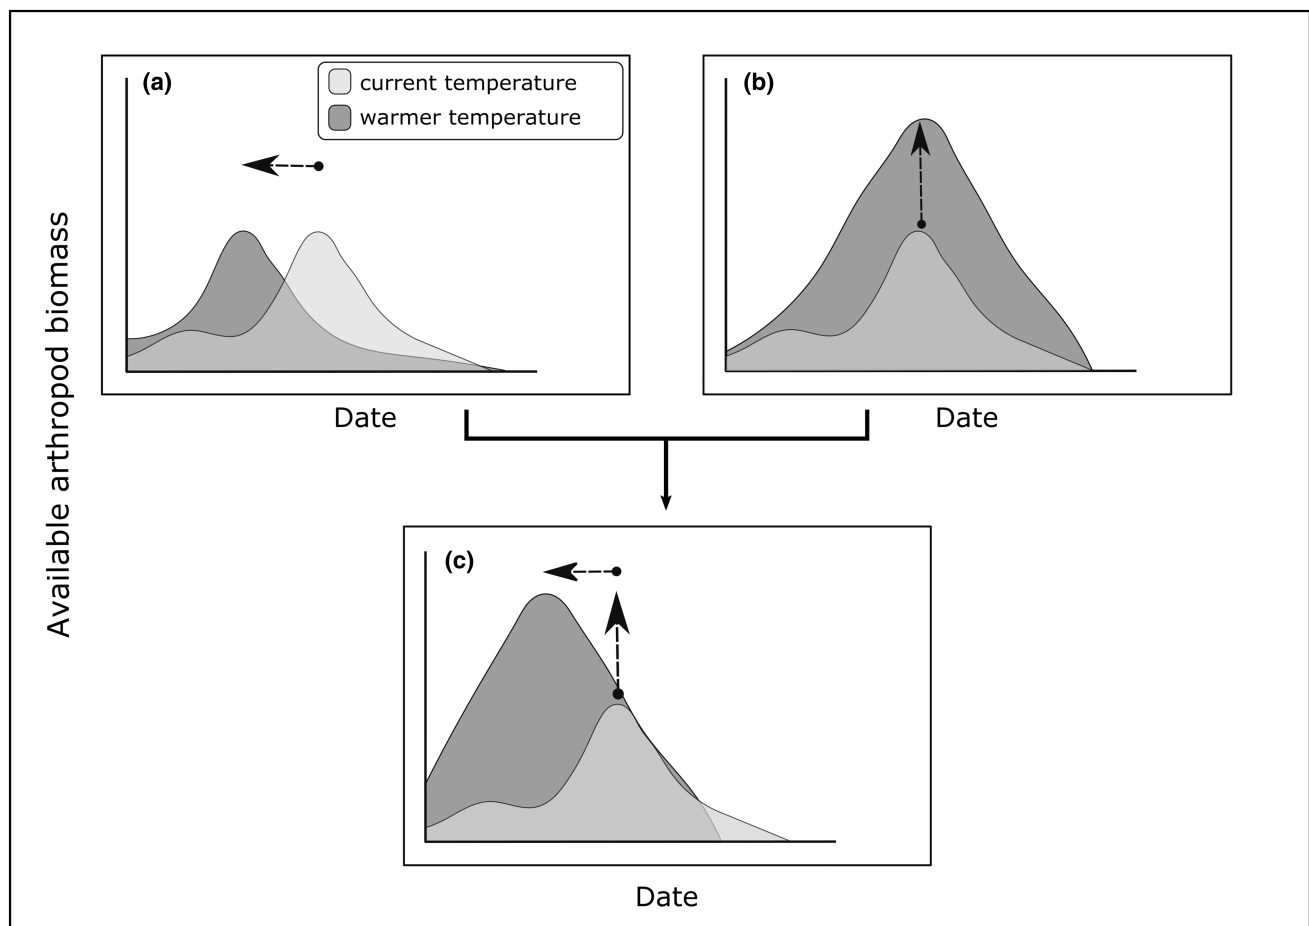 (a)
current temperature
warmer temperature
(b)
Available arthropod biomass
Date
Date
(c)
Date